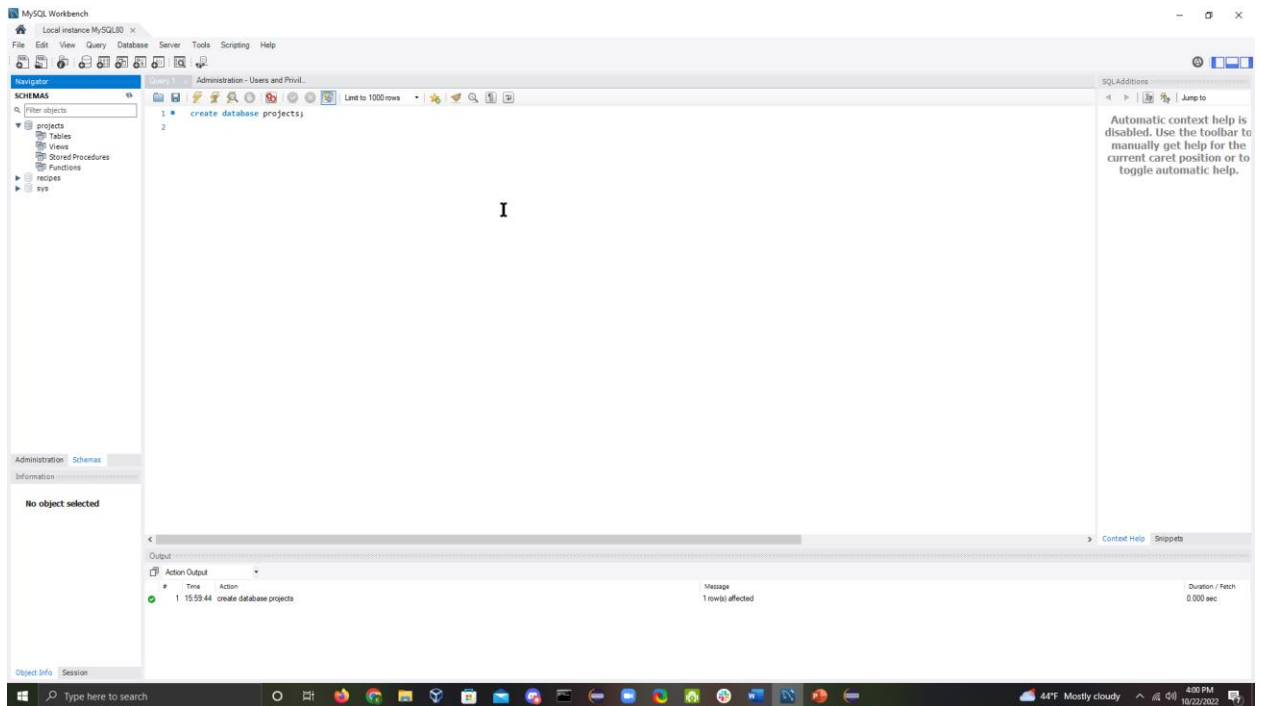 MySQL Workbench
Local instance MySQL80 ×
File Edit View Query Database Server Tools Scripting Help
Navigator
SCHEMAS
Filter objects
projects
Tables
Views
Stored Procedures
Functions
recipes
sys
Administration Schemas
Information
No object selected
Object Info Session
Query 1 × Administration - Users and Privil...
Limit to 1000 rows
1 create database projects;
2
Output
Action Output
# Time Action Message Duration / Fetch
1 15:59:44 create database projects 1 row(s) affected 0.000 sec
SQLAdditions
Jump to
Automatic context help is
disabled. Use the toolbar to
manually get help for the
current caret position or to
toggle automatic help.
Context Help Snippets
Type here to search
44°F Mostly cloudy
4:00 PM
10/22/2022